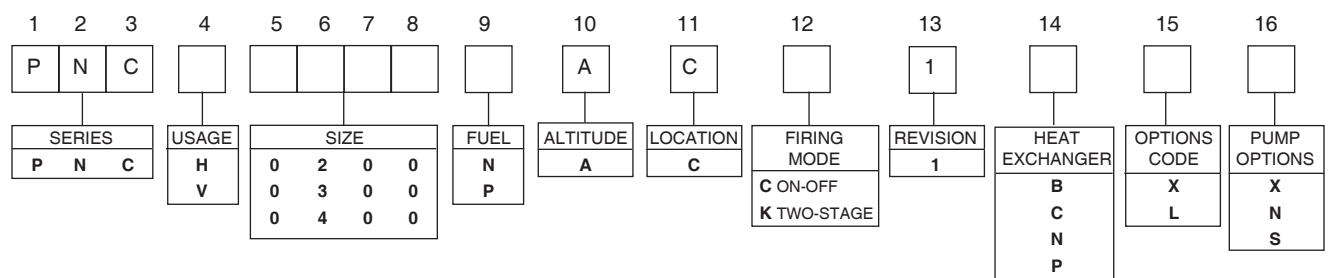 1 2 3 4 5 6 7 8 9 10 11 12 13 14 15 16
P N C A C 1
SERIES USAGE SIZE FUEL ALTITUDE LOCATION FIRING MODE REVISION HEAT EXCHANGER OPTIONS CODE PUMP OPTIONS
P N C H 0 2 0 0 N A C C ON-OFF 1 B X X
V 0 3 0 0 P K TWO-STAGE C L N
0 4 0 0 N S
P